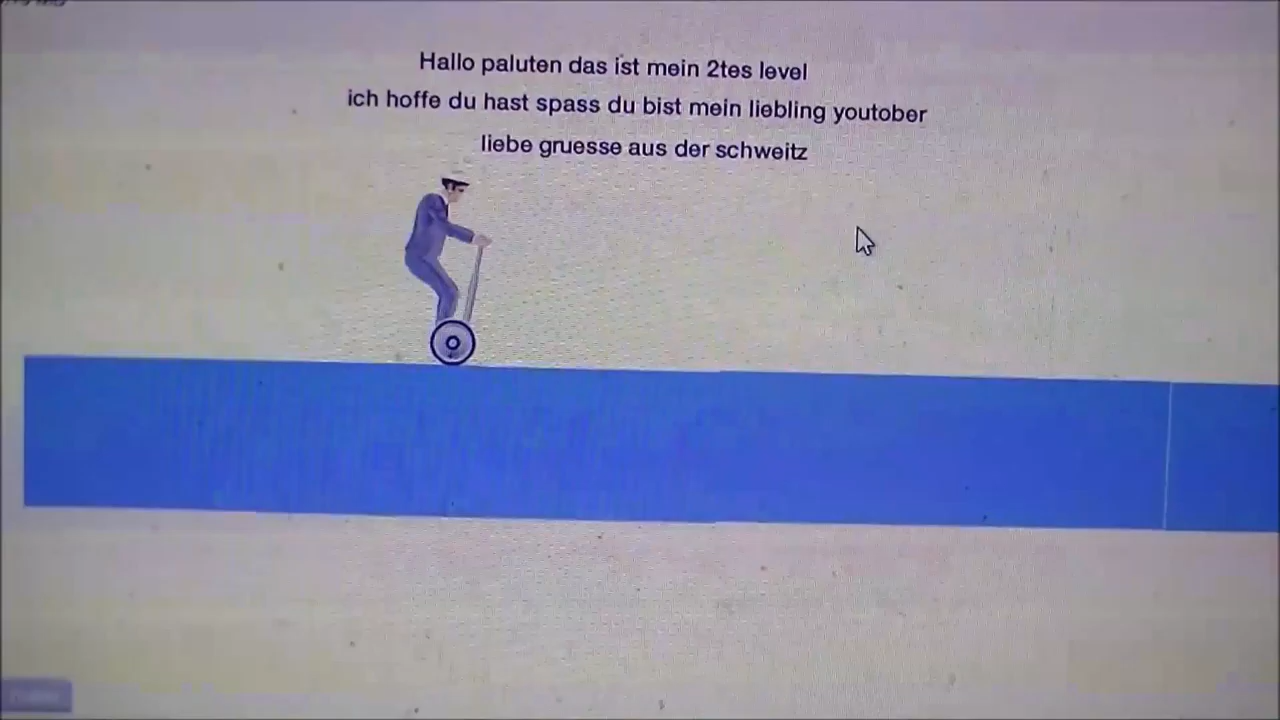 Hallo paluten das ist mein 2tes level
ich hoffe du hast spass du bist mein liebling youtober
liebe gruesse aus der schweitz